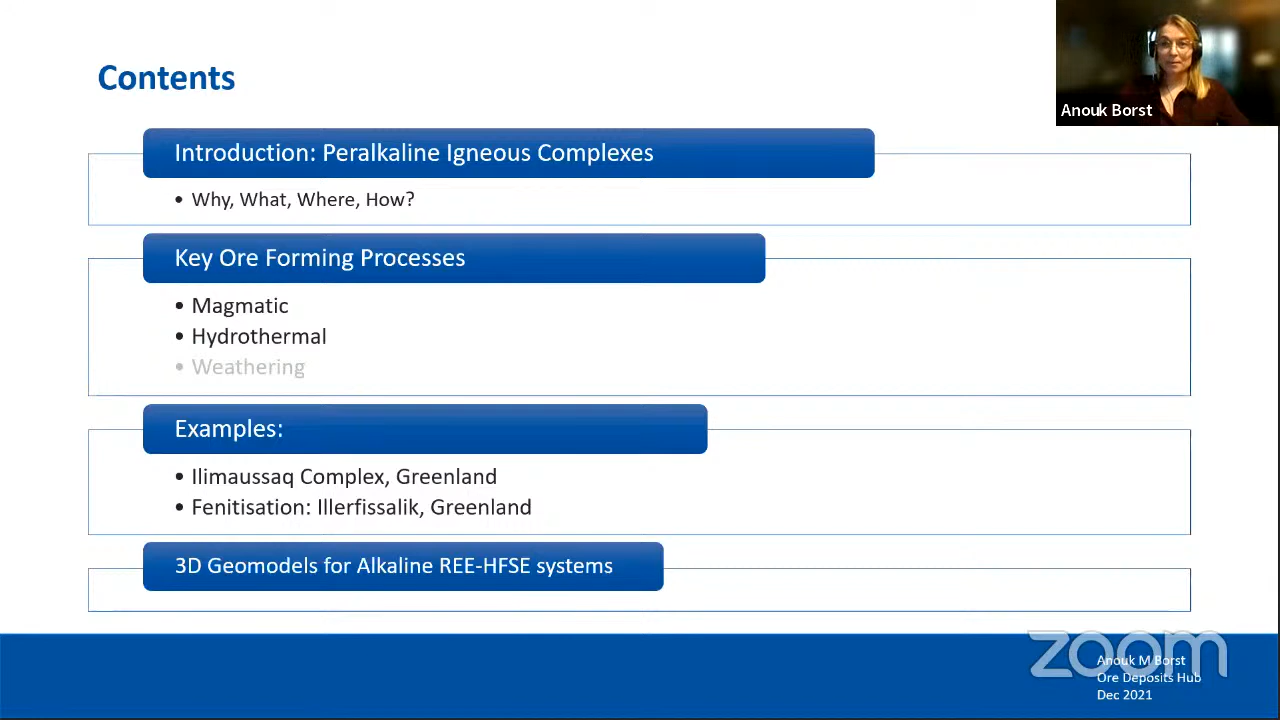 Contents
Anouk Borst
Introduction: Peralkaline Igneous Complexes
• Why, What, Where, How?
Key Ore Forming Processes
• Magmatic
• Hydrothermal
• Weathering
Examples:
• Ilimaussaq Complex, Greenland
• Fenitisation: Illerfissalik, Greenland
3D Geomodels for Alkaline REE-HFSE systems
zoom
Anouk M Borst
Ore Deposits Hub
Dec 2021